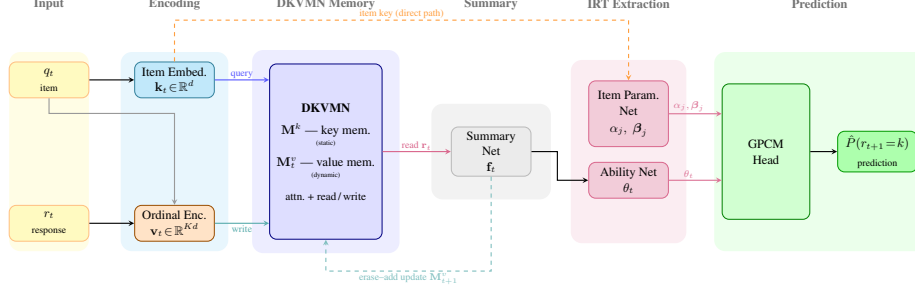 Input
Encoding
DKVMN Memory
Summary
IRT Extraction
Prediction
item key (direct path)
q_t
item
Item Embed.
k_t ∈ ℝ^d
query
DKVMN
M^k — key mem.
(static)
M_t^v — value mem.
(dynamic)
attn. + read / write
read r_t
Summary
Net
f_t
Item Param.
Net
α_j, β_j
α_j, β_j
Ability Net
θ_t
θ_t
GPCM
Head
P̂(r_{t+1} = k)
prediction
r_t
response
Ordinal Enc.
v_t ∈ ℝ^{Kd}
write
erase–add update M_{t+1}^v